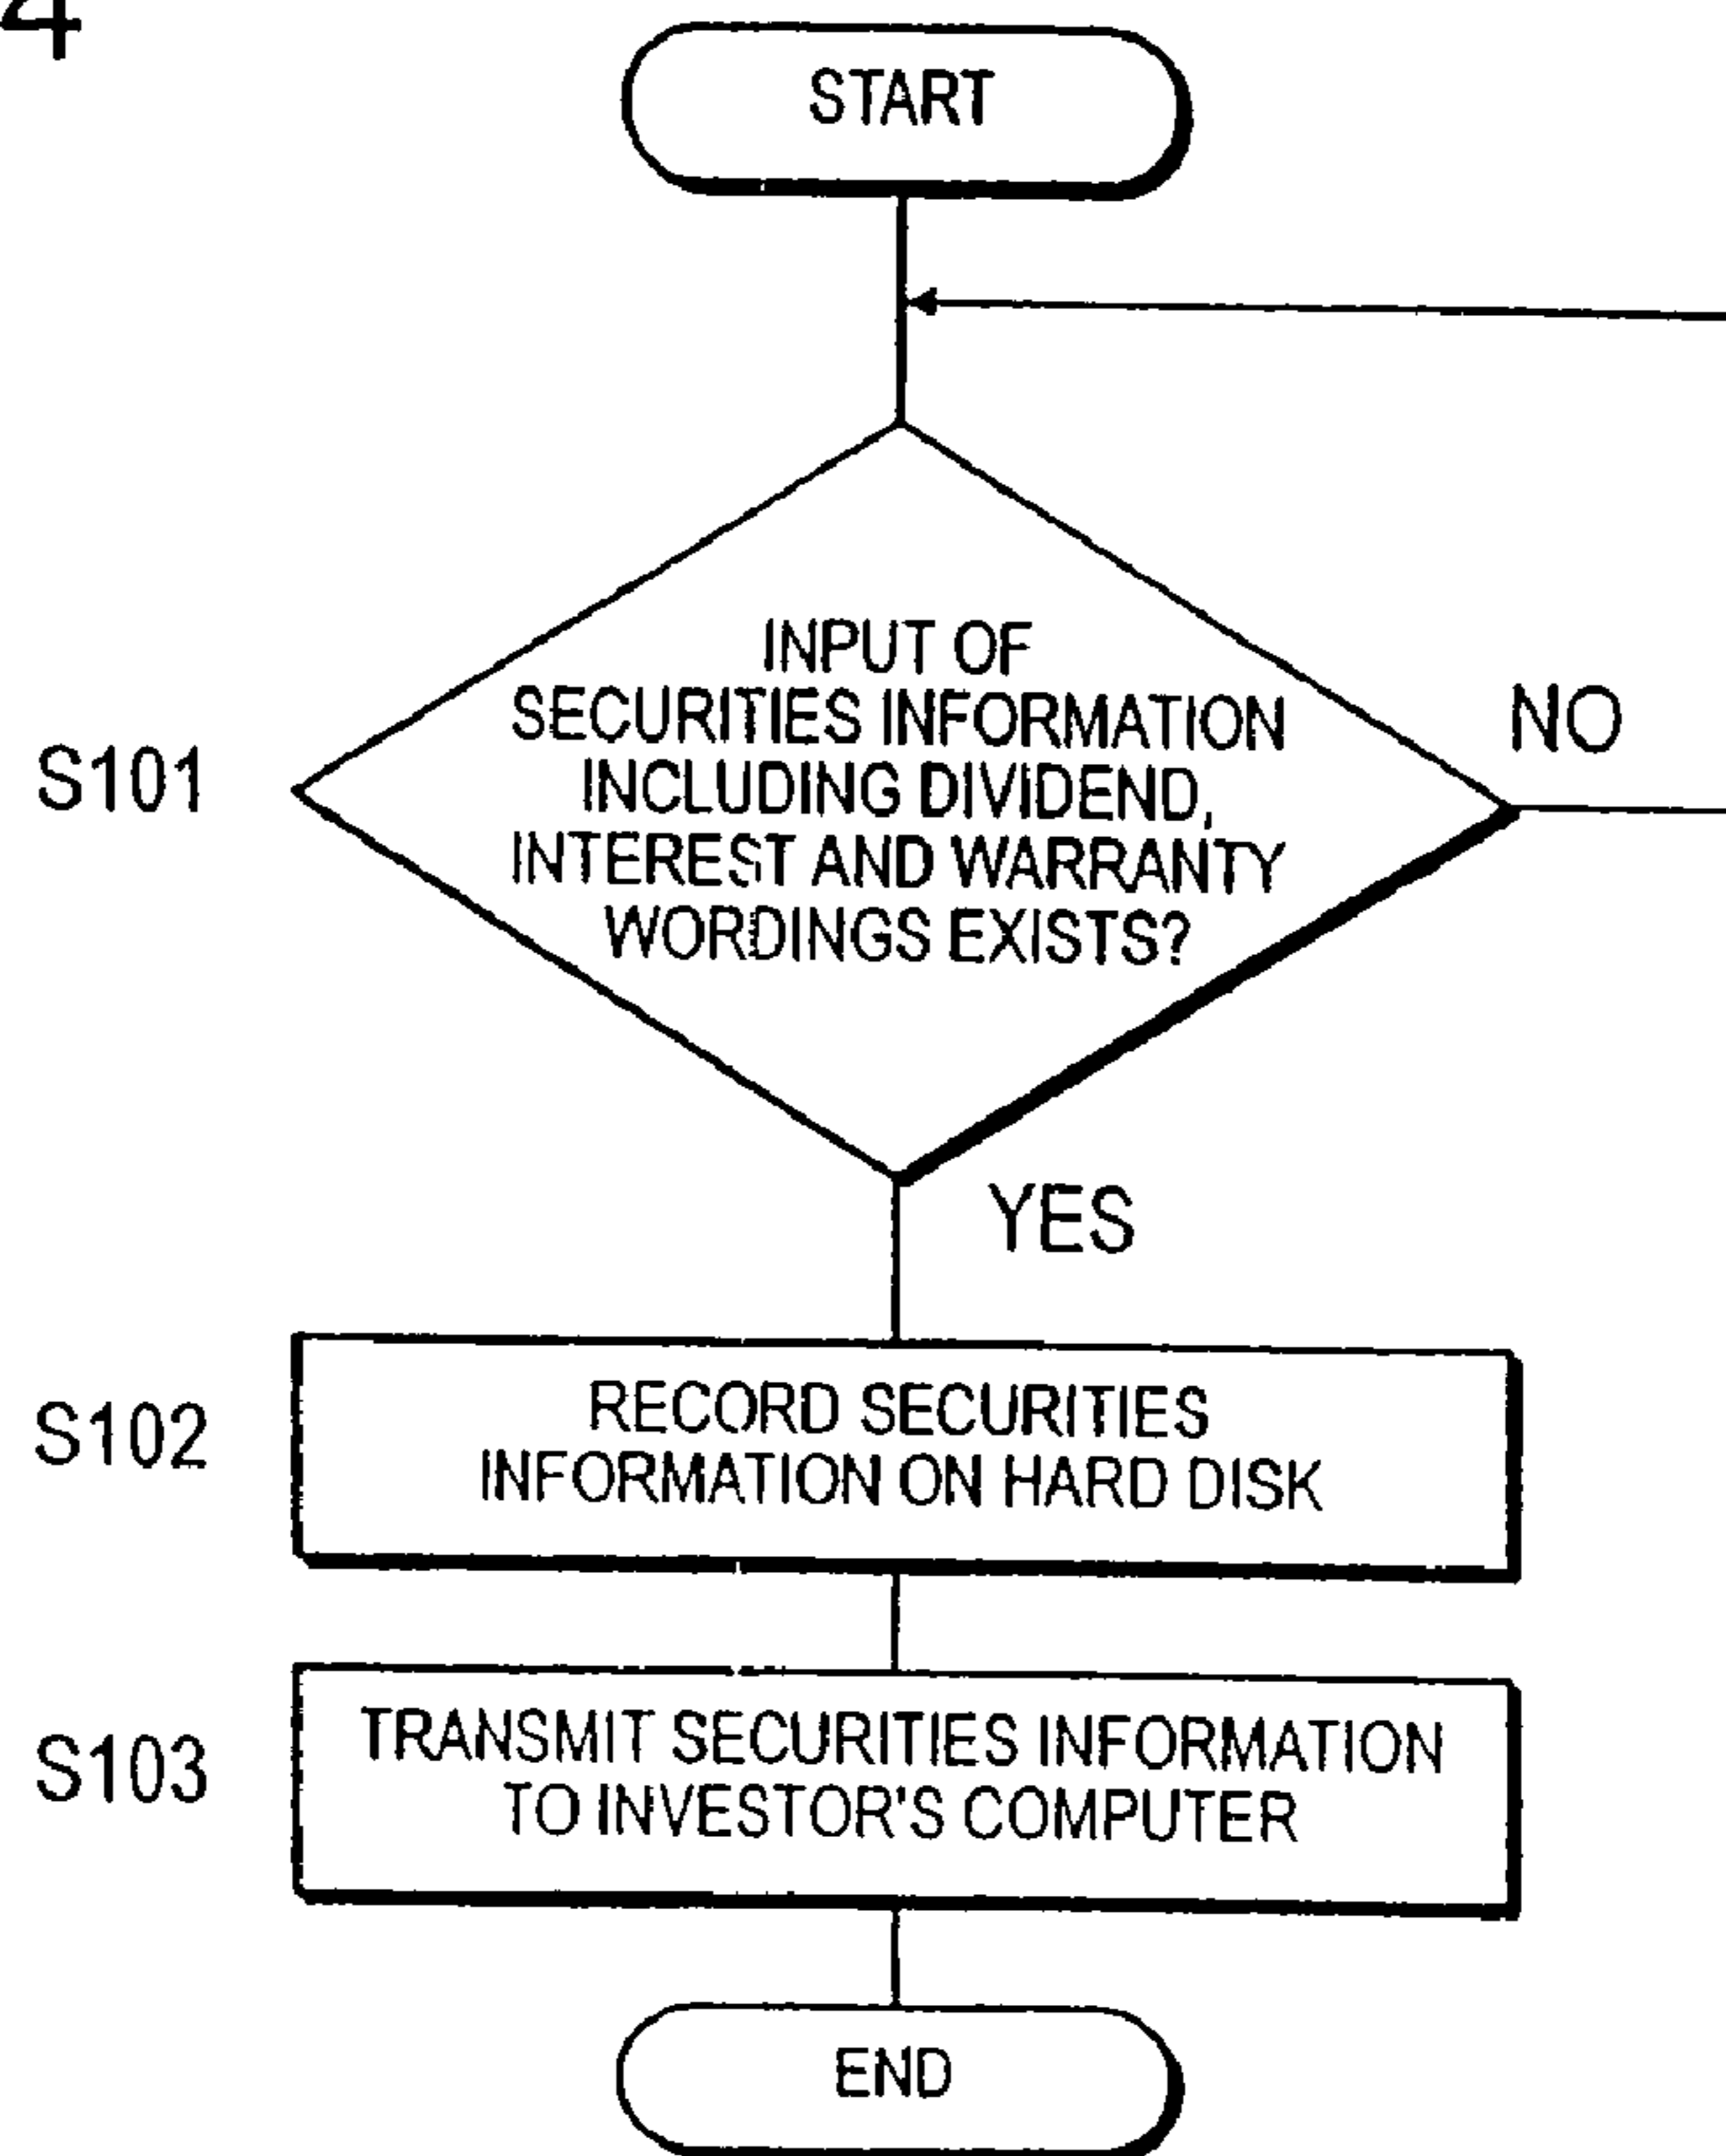 4
START
INPUT OF
SECURITIES INFORMATION
INCLUDING DIVIDEND,
INTEREST AND WARRANTY
WORDINGS EXISTS?
S101
NO
YES
S102
RECORD SECURITIES
INFORMATION ON HARD DISK
S103
TRANSMIT SECURITIES INFORMATION
TO INVESTOR'S COMPUTER
END